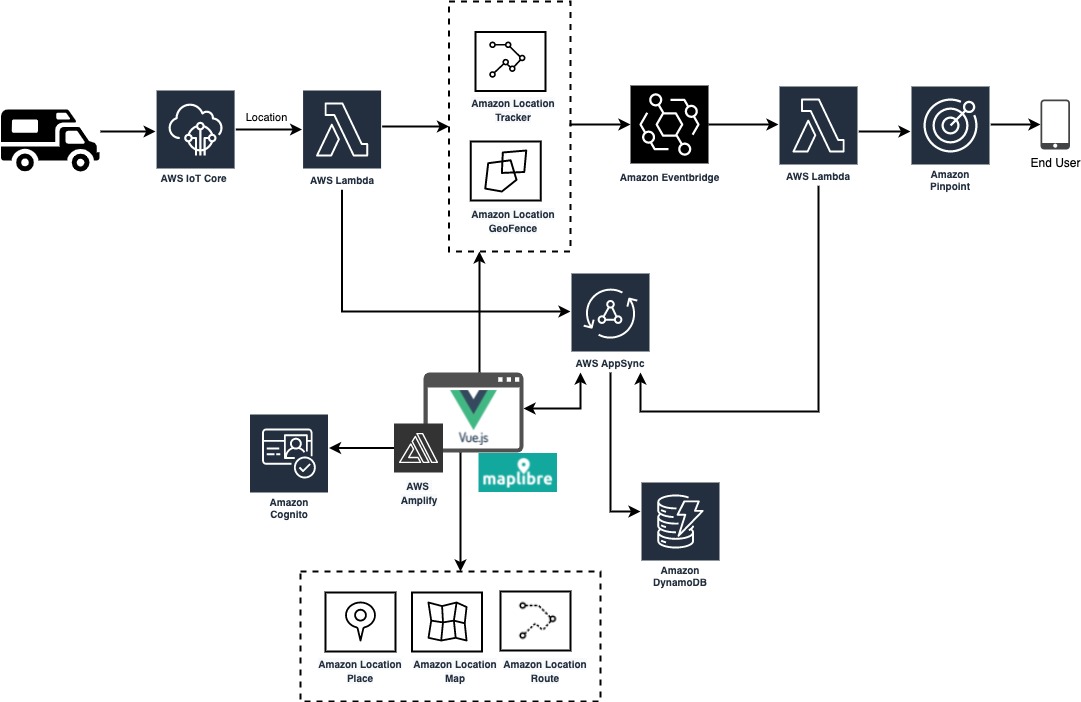 Location
AWS IoT Core
AWS Lambda
Amazon Location
Tracker
Amazon Location
GeoFence
Amazon Eventbridge
AWS Lambda
Amazon
Pinpoint
End User
AWS AppSync
Vue.js
maplibre
AWS
Amplify
Amazon
Cognito
Amazon
DynamoDB
Amazon Location
Place
Amazon Location
Map
Amazon Location
Route